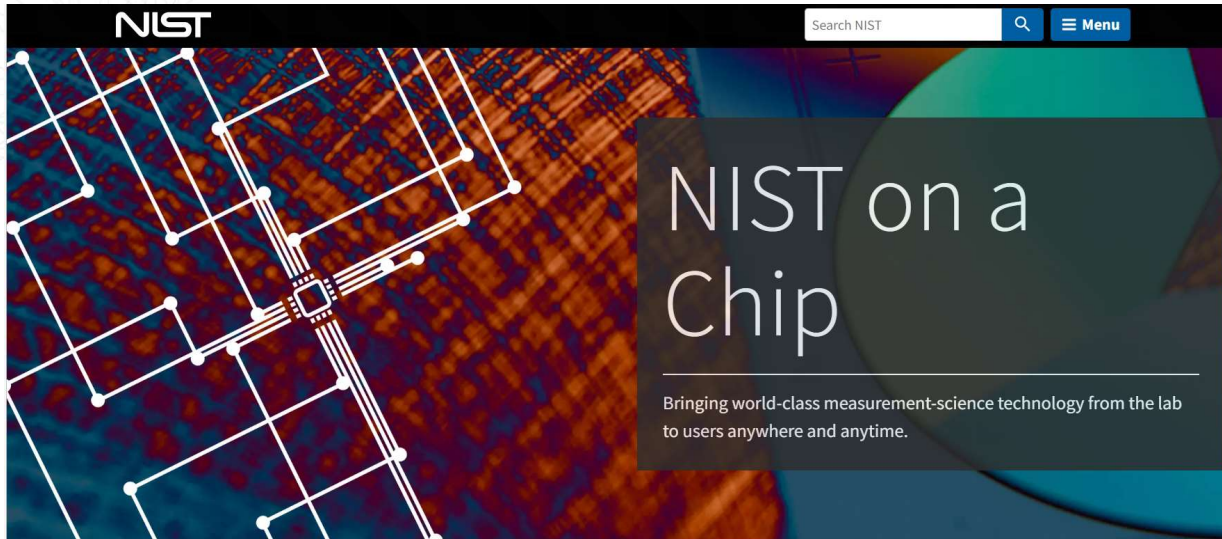 NIST
Search NIST
Menu
NIST on a
Chip
Bringing world-class measurement-science technology from the lab
to users anywhere and anytime.